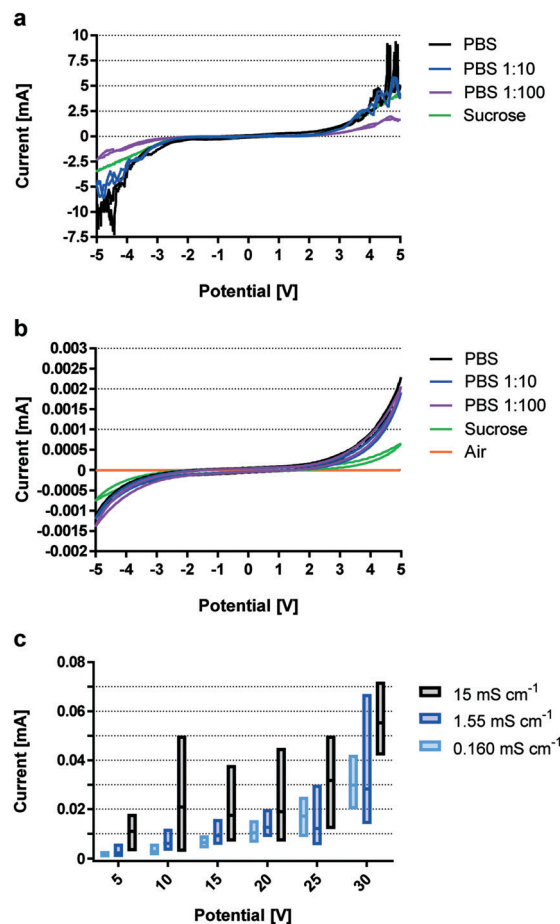 a
10
7.5
5
2.5
0
-2.5
-5
-10
7.5
-5 -4 -3 -2 -1 0 1 2 3 4 5
Current [mA]
Potential [V]
PBS
PBS 1:10
PBS 1:100
Sucrose
b
0.003
0.002
0.0015
0.001
0.0005
0
-0.0005
-0.001
-0.0015
-0.002
-5 -4 -3 -2 -1 0 1 2 3 4 5
Current [mA]
Potential [V]
PBS
PBS 1:10
PBS 1:100
Sucrose
Air
c
0.08
0.06
0.04
0.02
0
5 10 15 20 25 30
Current [mA]
Potential [V]
15 mS cm⁻¹
1.55 mS cm⁻¹
0.160 mS cm⁻¹